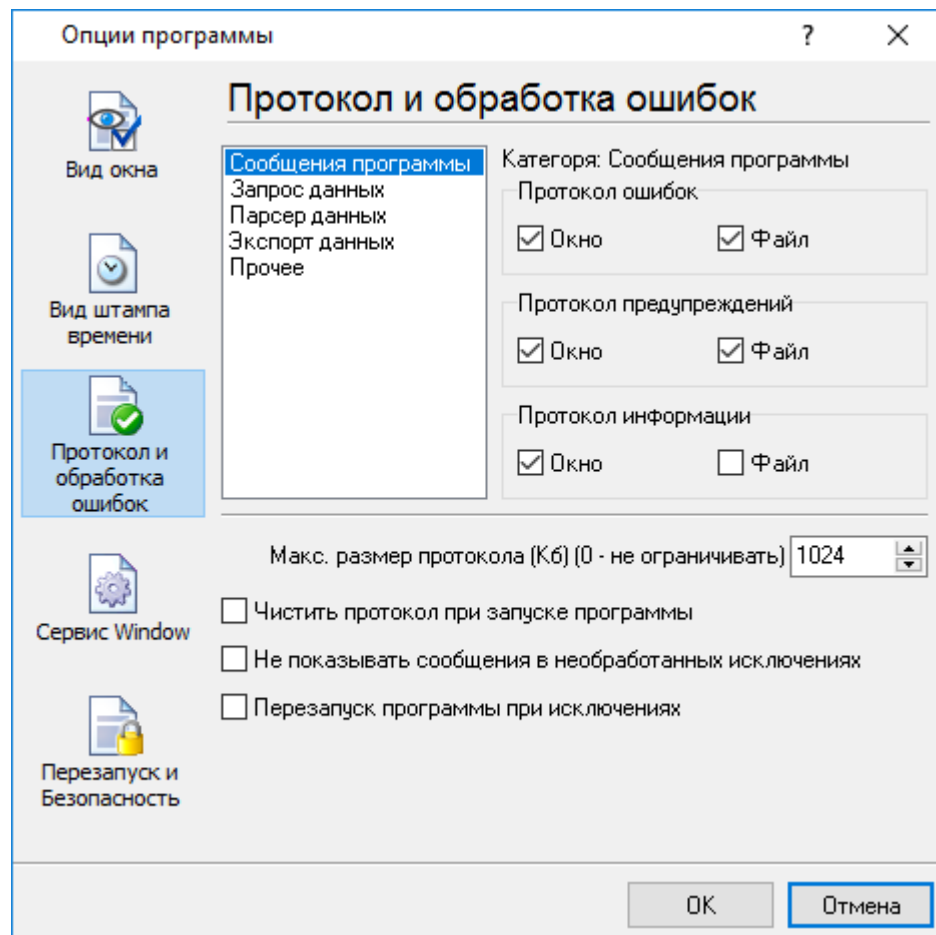 Опции программы
?
Вид окна
Вид штампа
времени
Протокол и
обработка
ошибок
Сервис Window
Перезапуск и
Безопасность
Протокол и обработка ошибок
Сообщения программы
Запрос данных
Парсер данных
Экспорт данных
Прочее
Категоря: Сообщения программы
Протокол ошибок
Окно Файл
Протокол предупреждений
Окно Файл
Протокол информации
Окно Файл
Макс. размер протокола (Кб) (0 - не ограничивать) 1024
Чистить протокол при запуске программы
Не показывать сообщения в необработанных исключениях
Перезапуск программы при исключениях
OK Отмена